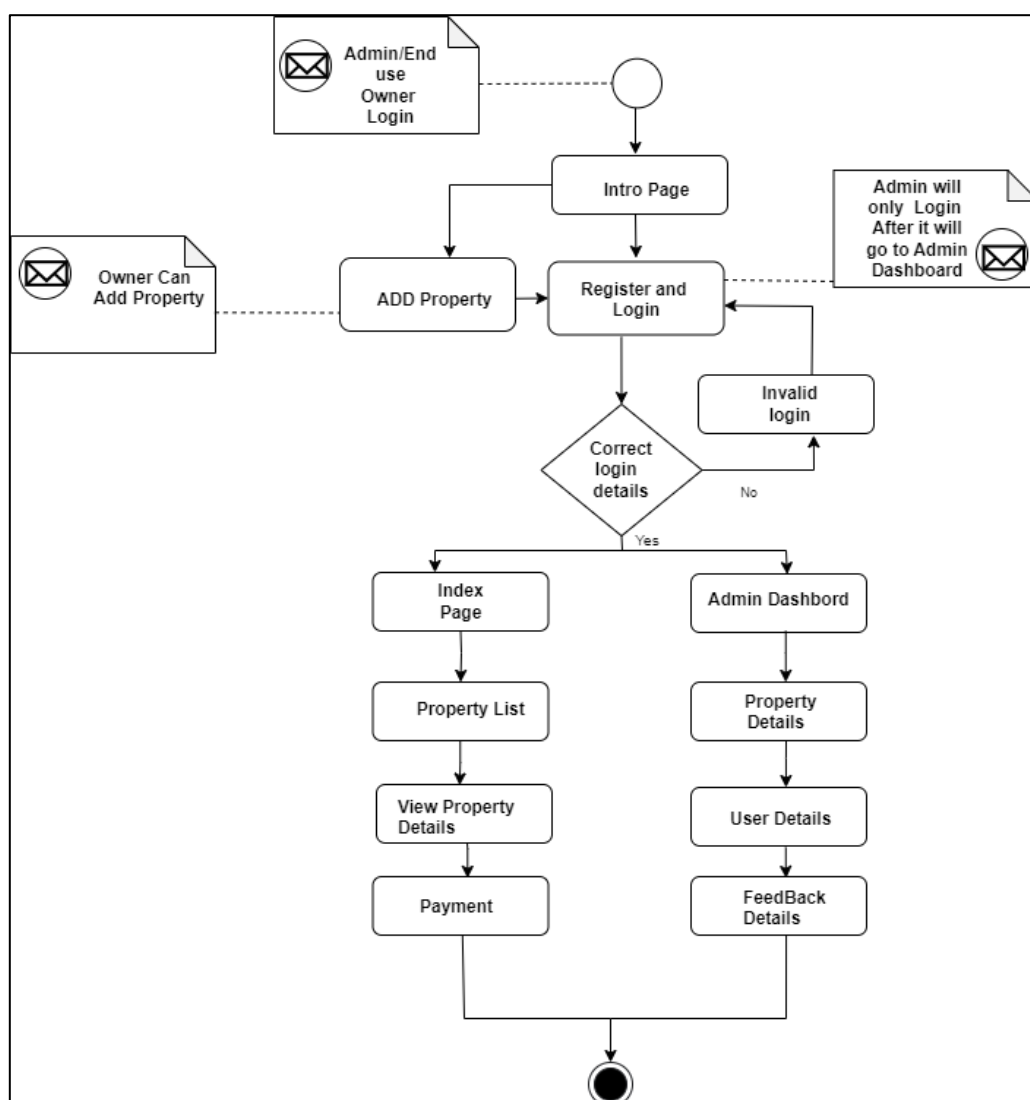 Admin/End
use
Owner
Login
Intro Page
Admin will
only Login
After it will
go to Admin
Dashboard
Owner Can
Add Property
ADD Property
Register and
Login
Invalid
login
Correct
login
details
No
Yes
Index
Page
Admin Dashbord
Property List
Property
Details
View Property
Details
User Details
Payment
FeedBack
Details